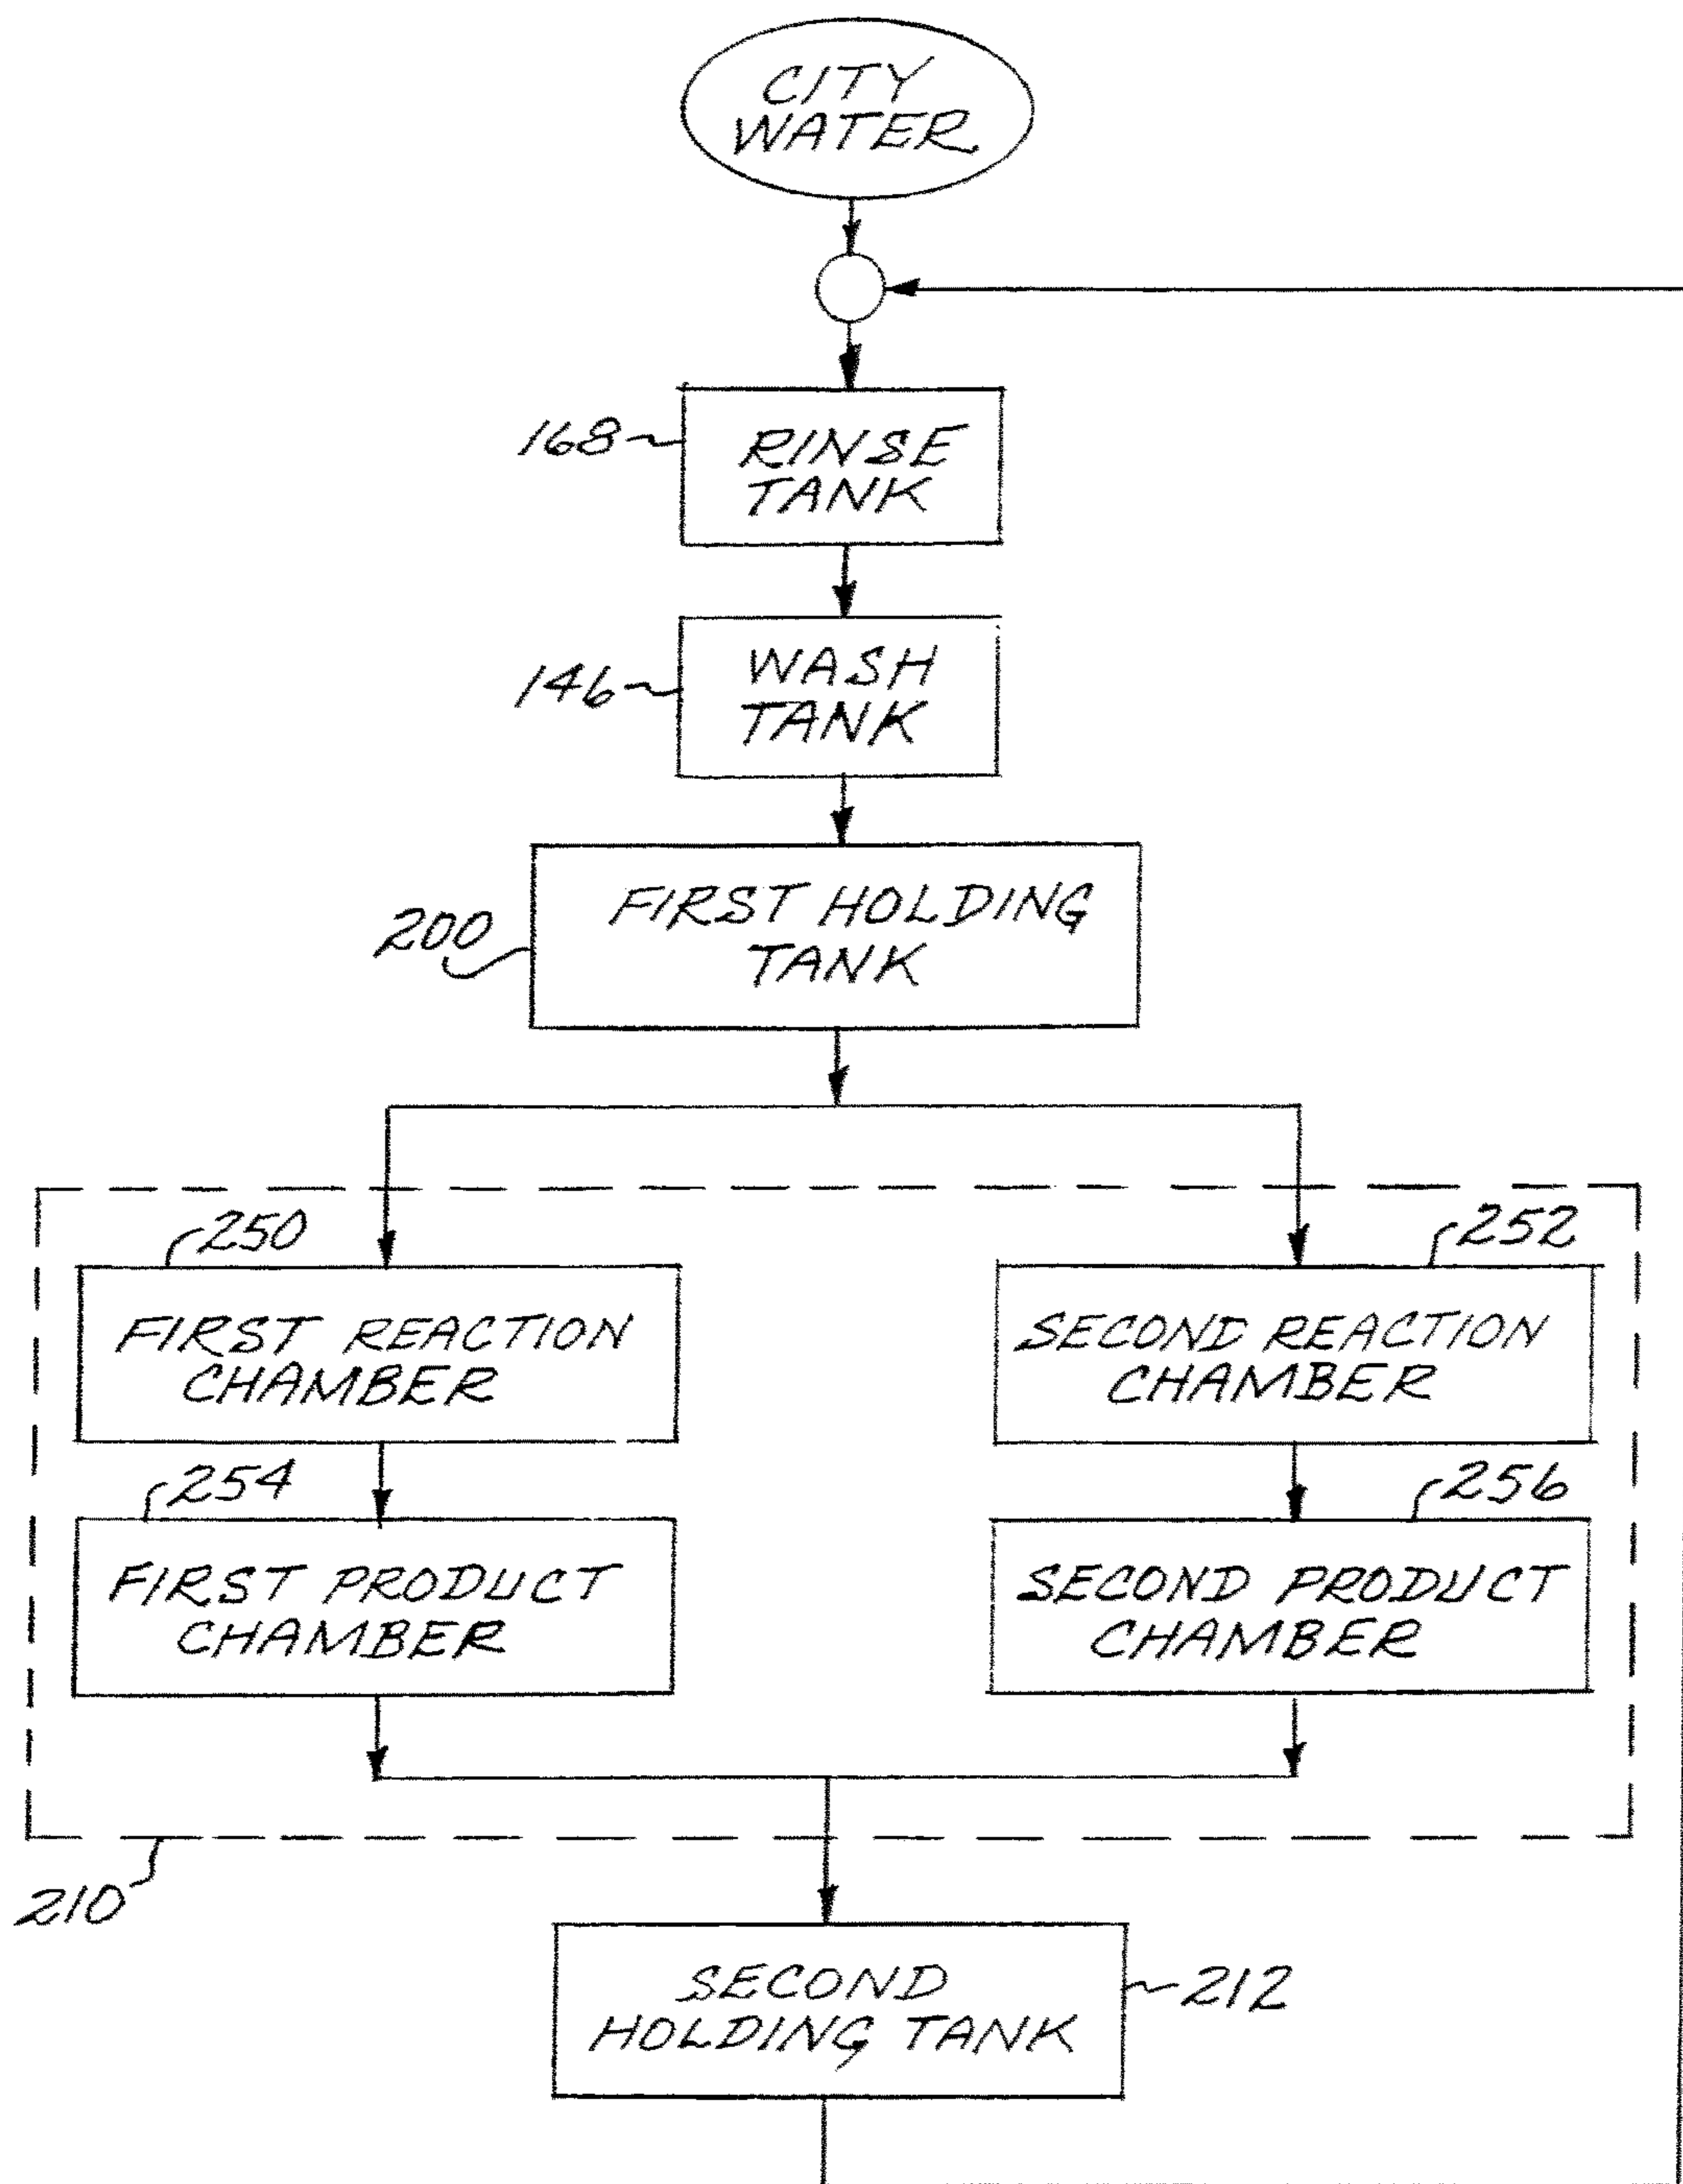 CITY
WATER
168
RINSE
TANK
146
WASH
TANK
200
FIRST HOLDING
TANK
250
252
FIRST REACTION
CHAMBER
SECOND REACTION
CHAMBER
254
256
FIRST PRODUCT
CHAMBER
SECOND PRODUCT
CHAMBER
210
SECOND
HOLDING TANK
212